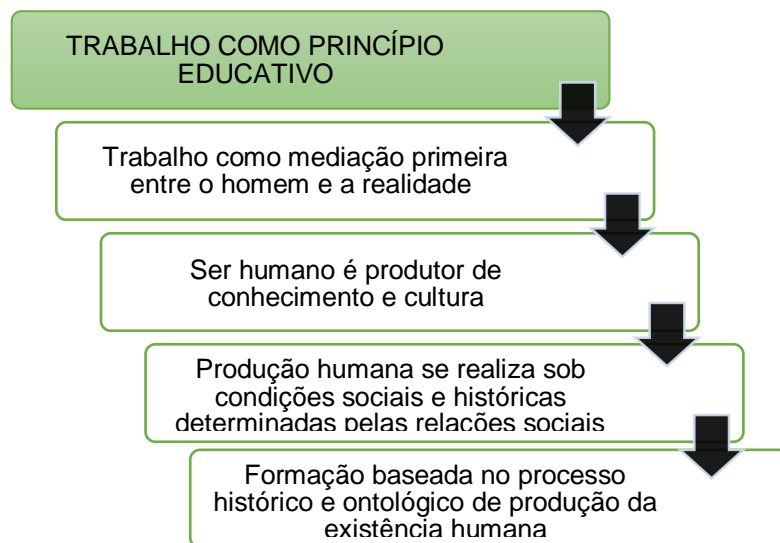 TRABALHO COMO PRINCÍPIO
EDUCATIVO
Trabalho como mediação primeira
entre o homem e a realidade
Ser humano é produtor de
conhecimento e cultura
Produção humana se realiza sob
condições sociais e históricas
determinadas pelas relações sociais
Formação baseada no processo
histórico e ontológico de produção da
existência humana